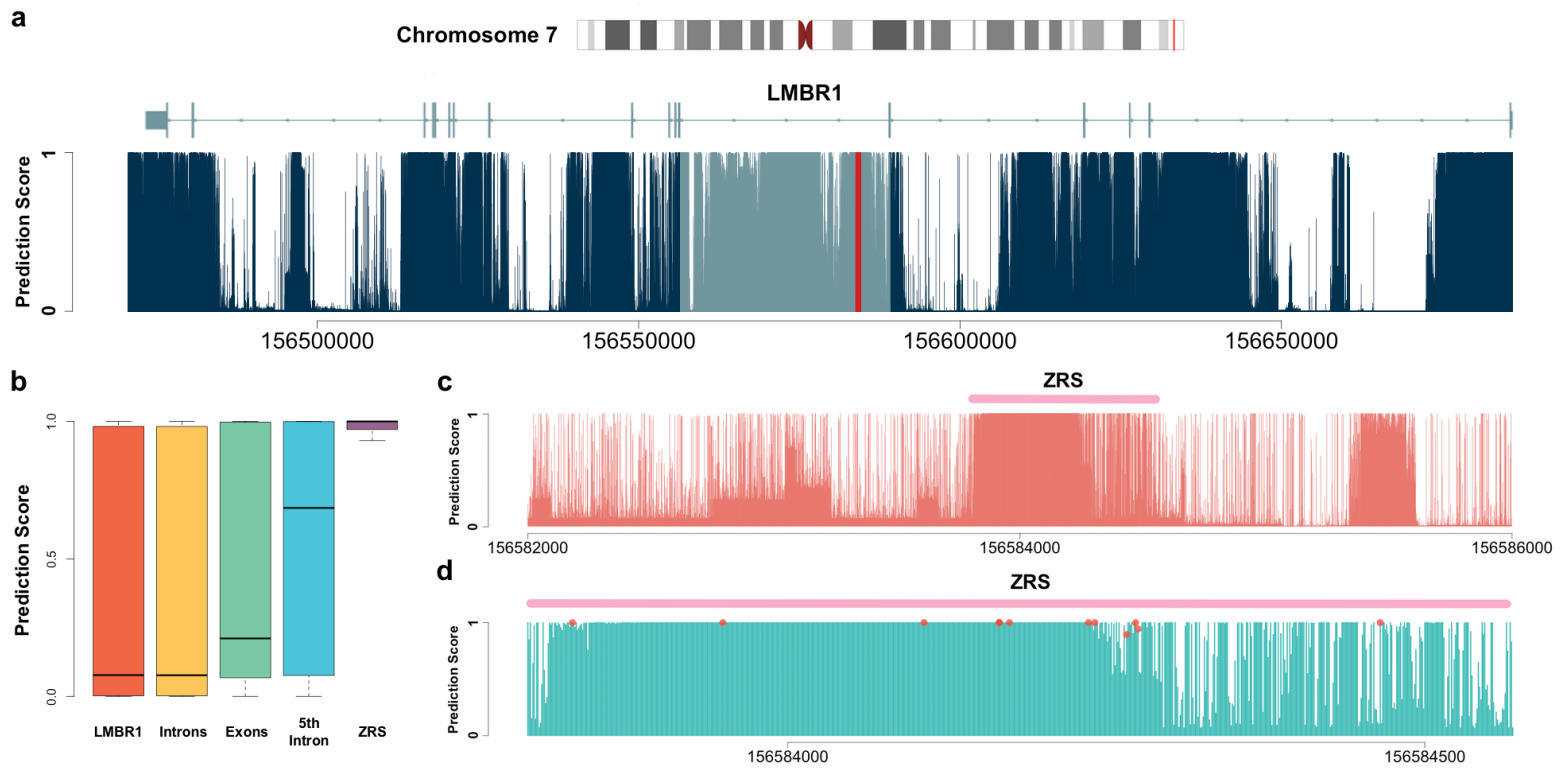 a
Chromosome 7
LMBR1
Prediction Score
1
0
156500000 156550000 156600000 156650000
b
Prediction Score
1.0
0.5
0.0
LMBR1 Introns Exons 5th Intron ZRS
c
ZRS
Prediction Score
1
0
156582000 156584000 156586000
d
ZRS
Prediction Score
1
0
156584000 156584500